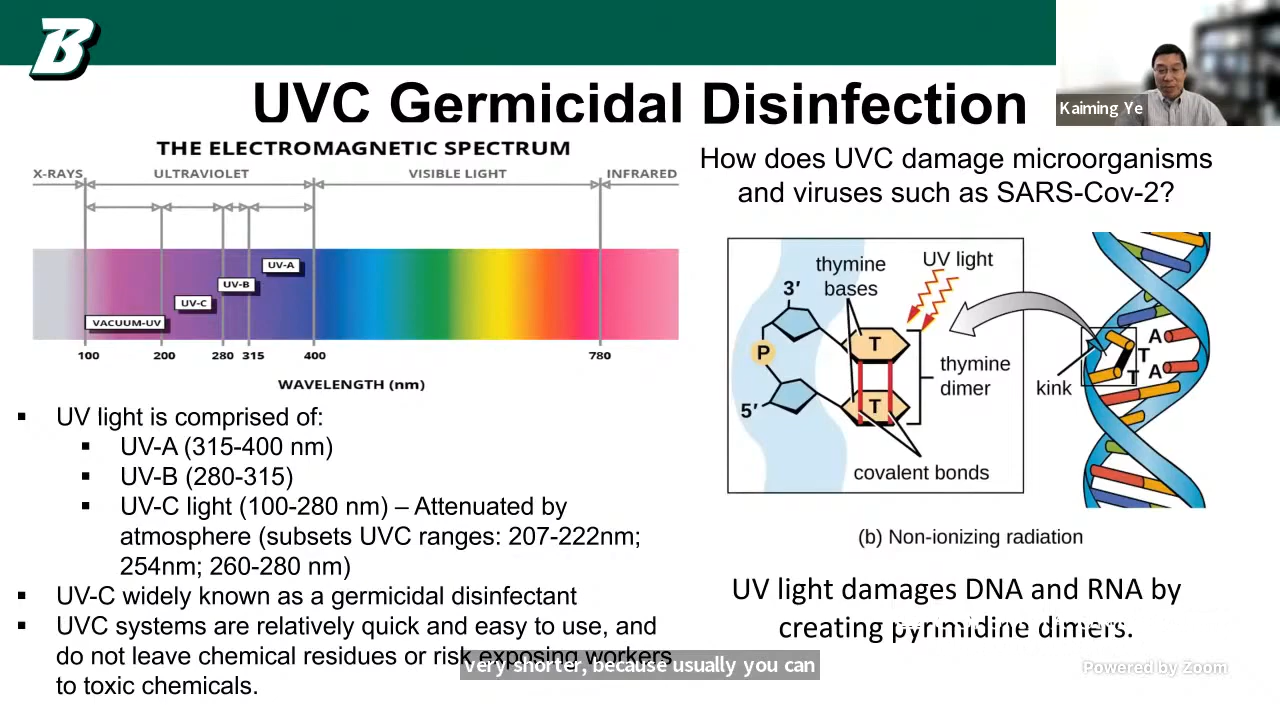 B
Kaiming Ye
UVC Germicidal Disinfection
THE ELECTROMAGNETIC SPECTRUM
X-RAYS ULTRAVIOLET VISIBLE LIGHT INFRARED
UV-A
UV-B
UV-C
VACUUM-UV
100 200 280 315 400 780
WAVELENGTH (nm)
▪ UV light is comprised of:
▪ UV-A (315-400 nm)
▪ UV-B (280-315)
▪ UV-C light (100-280 nm) – Attenuated by
atmosphere (subsets UVC ranges: 207-222nm;
254nm; 260-280 nm)
▪ UV-C widely known as a germicidal disinfectant
▪ UVC systems are relatively quick and easy to use, and
do not leave chemical residues or risk exposing workers
to toxic chemicals.
How does UVC damage microorganisms
and viruses such as SARS-Cov-2?
thymine
bases
UV light
3′
P
5′
T
T
thymine
dimer
covalent bonds
kink
A
T
A
T
(b) Non-ionizing radiation
UV light damages DNA and RNA by
creating pyrimidine dimers.
very shorter, because usually you can
Powered by Zoom